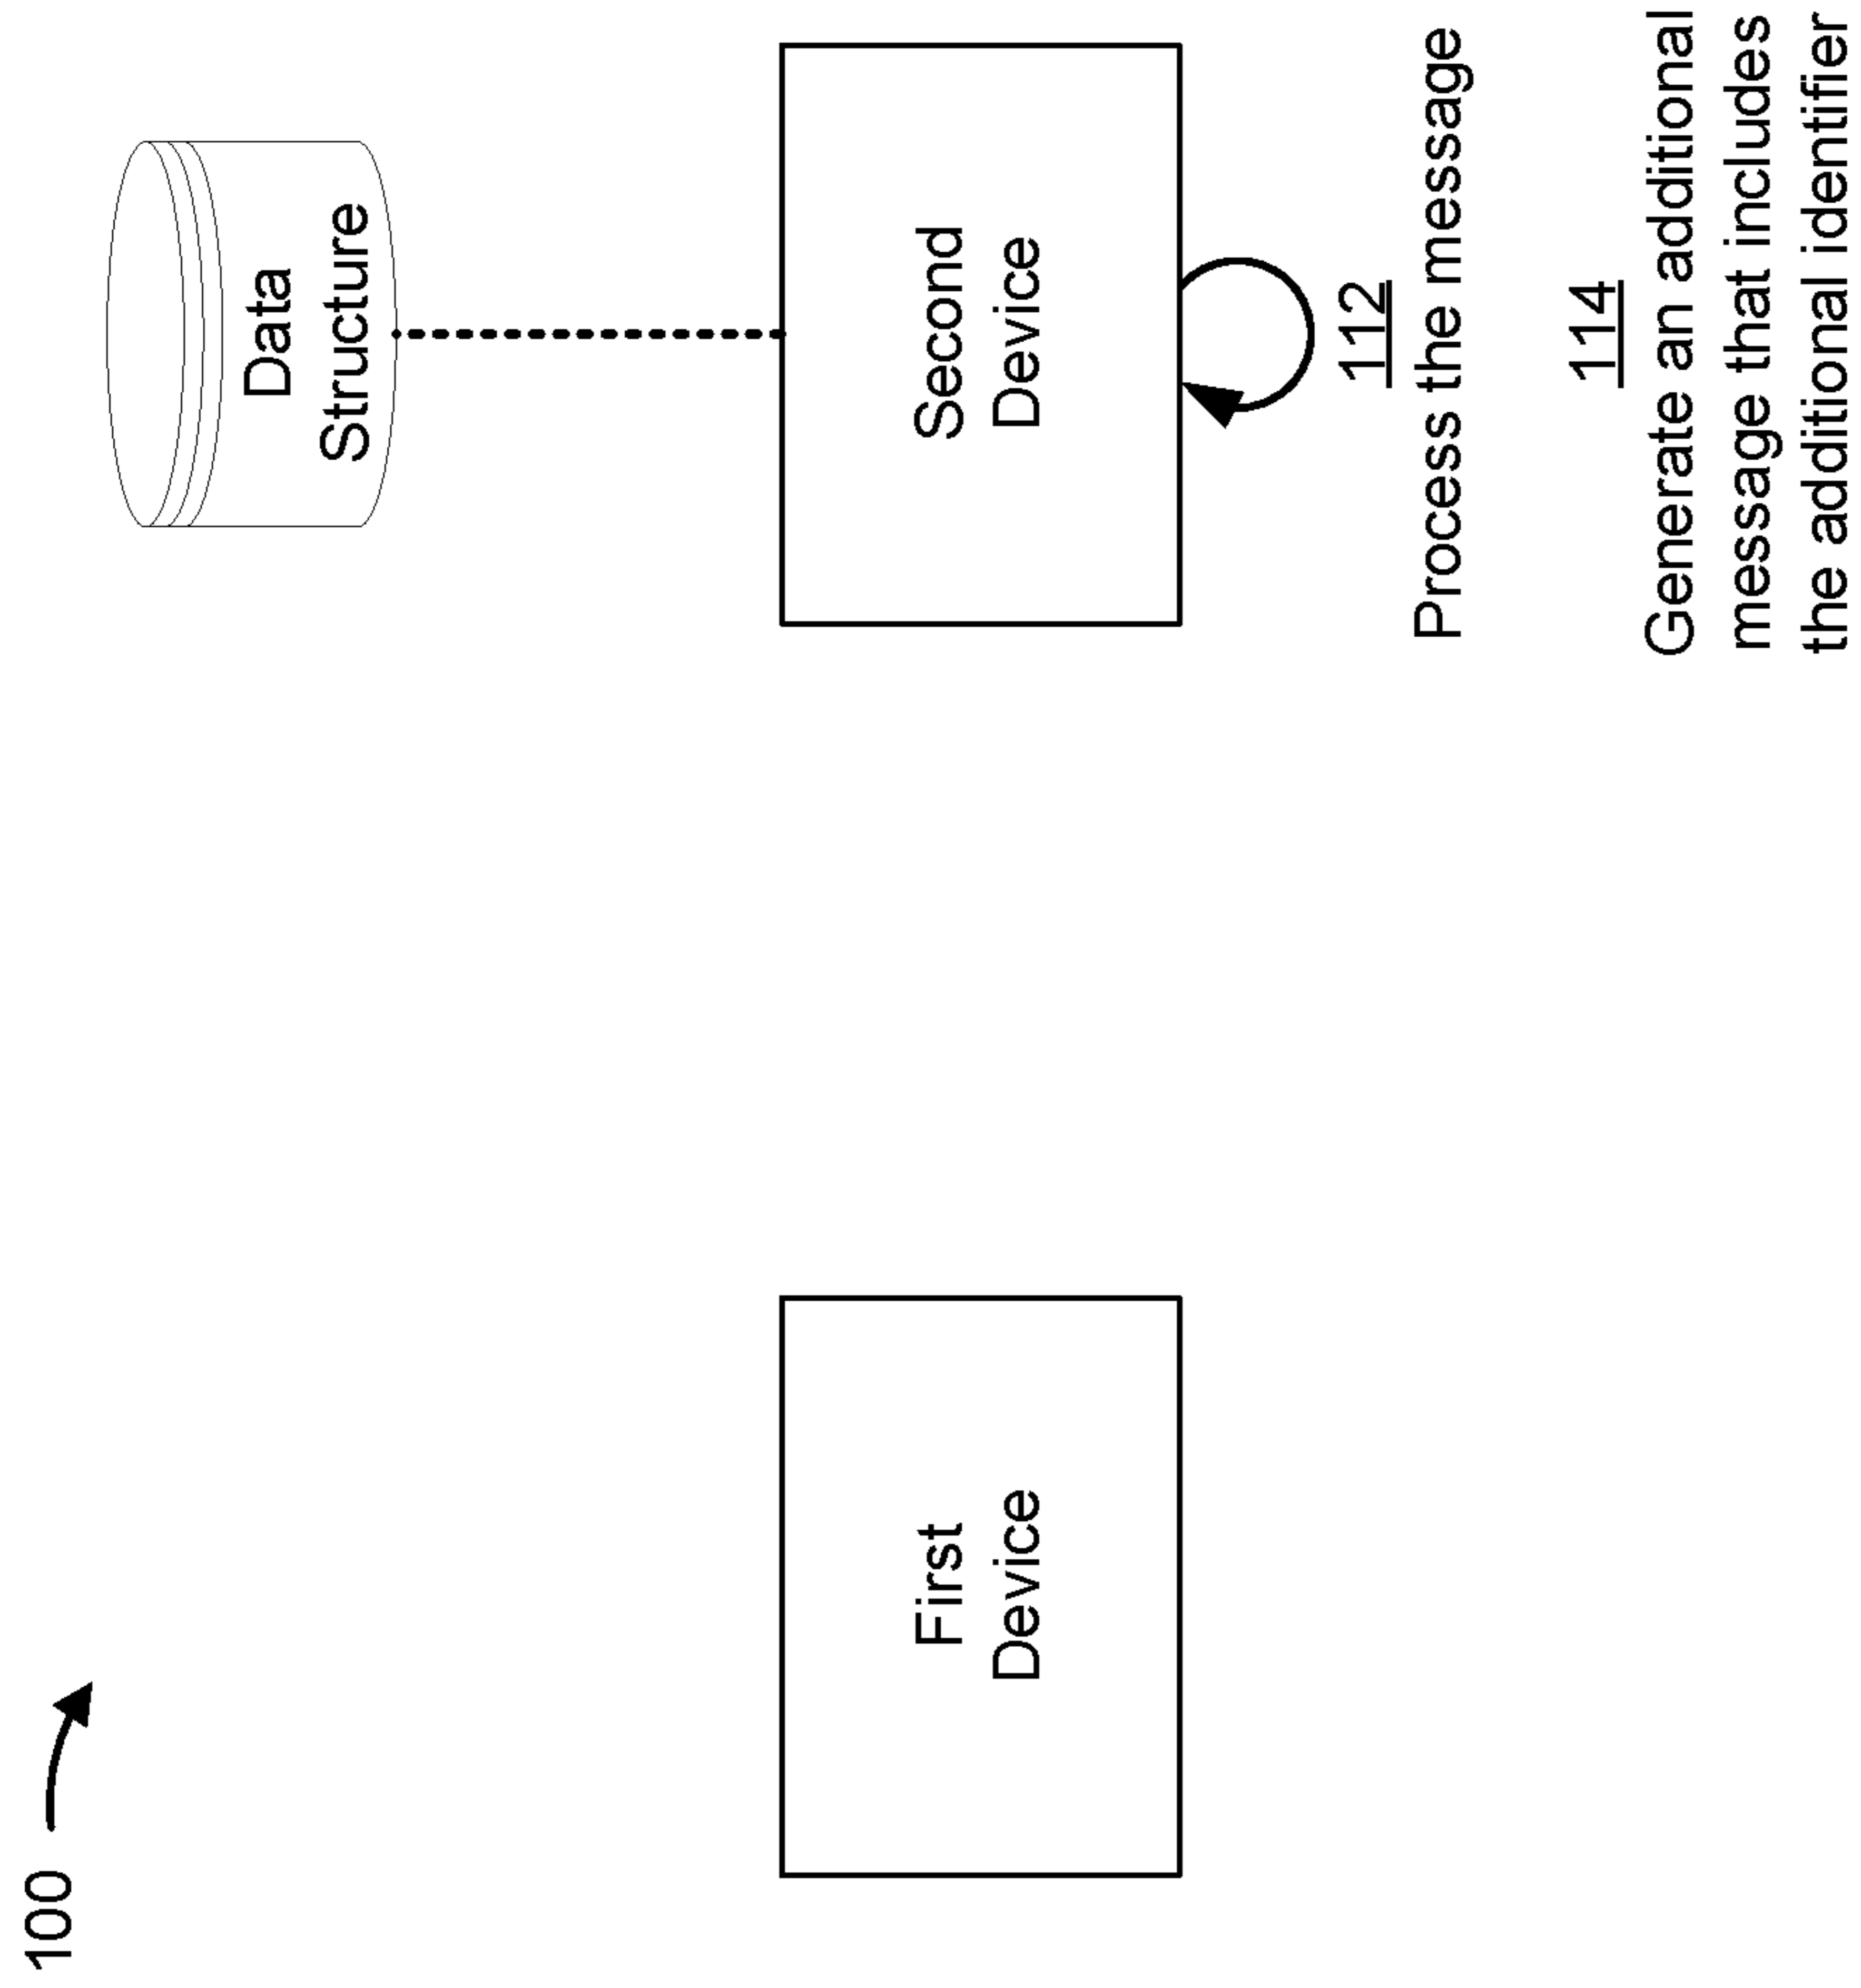 100
Data
Structure
First
Device
Second
Device
112
Process the message
114
Generate an additional
message that includes
the additional identifier